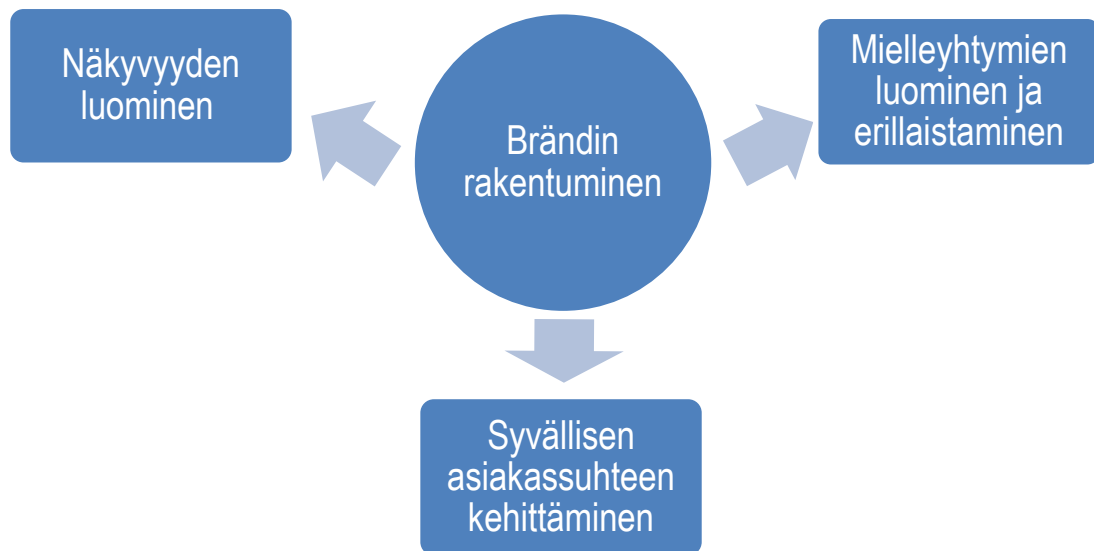 Näkyvyyden
luominen
Brändin
rakentuminen
Mielleyhtymien
luominen ja
erillaistaminen
Syvällisen
asiakassuhteen
kehittäminen